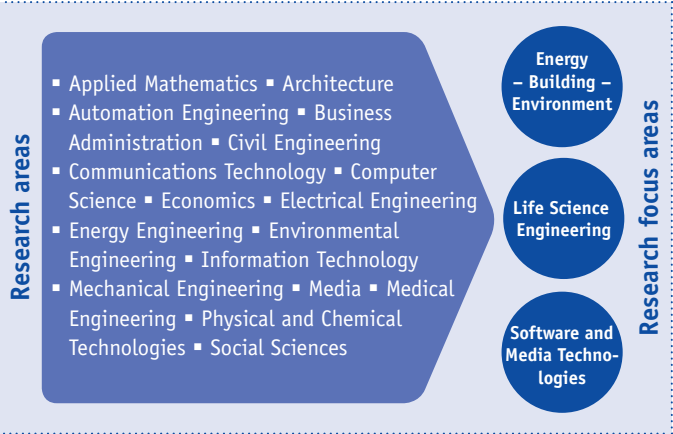 Research areas
▪ Applied Mathematics ▪ Architecture
▪ Automation Engineering ▪ Business
Administration ▪ Civil Engineering
▪ Communications Technology ▪ Computer
Science ▪ Economics ▪ Electrical Engineering
▪ Energy Engineering ▪ Environmental
Engineering ▪ Information Technology
▪ Mechanical Engineering ▪ Media ▪ Medical
Engineering ▪ Physical and Chemical
Technologies ▪ Social Sciences
Energy
– Building –
Environment
Life Science
Engineering
Software and
Media Techno-
logies
Research focus areas